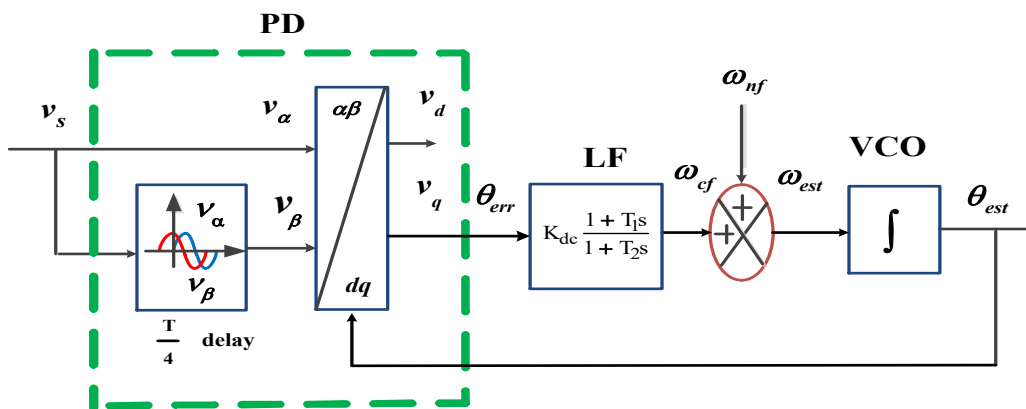 PD
v_s
v_α
αβ
v_d
ω_nf
LF
VCO
v_q
θ_err
ω_cf
ω_est
θ_est
v_α
v_β
v_β
K_dc (1 + T_1s)/(1 + T_2s)
+
+
∫
dq
T/4 delay